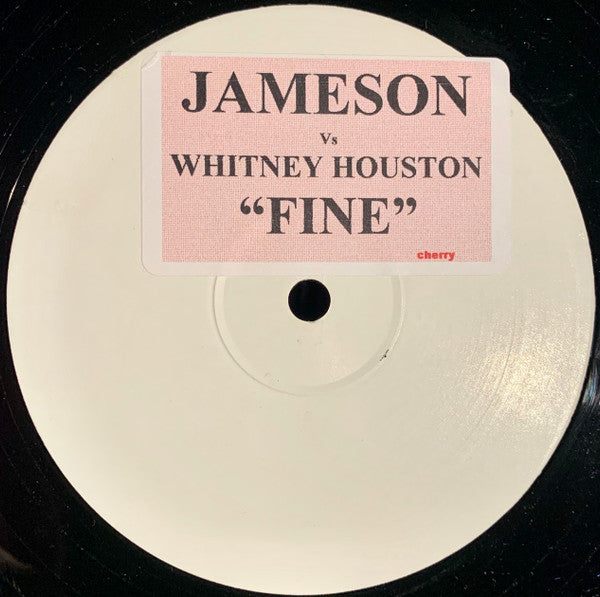 JAMESON
Vs
WHITNEY HOUSTON
“FINE”
cherry